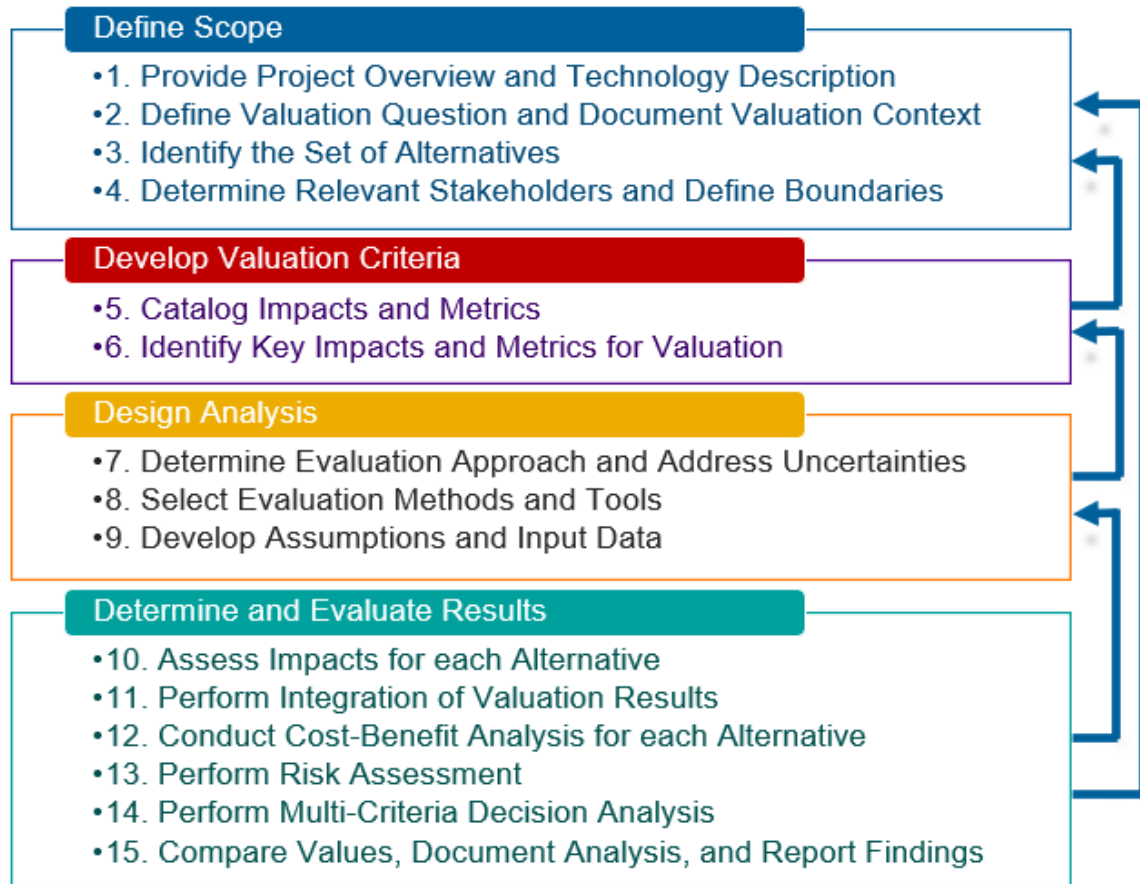 Define Scope
•1. Provide Project Overview and Technology Description
•2. Define Valuation Question and Document Valuation Context
•3. Identify the Set of Alternatives
•4. Determine Relevant Stakeholders and Define Boundaries
Develop Valuation Criteria
•5. Catalog Impacts and Metrics
•6. Identify Key Impacts and Metrics for Valuation
Design Analysis
•7. Determine Evaluation Approach and Address Uncertainties
•8. Select Evaluation Methods and Tools
•9. Develop Assumptions and Input Data
Determine and Evaluate Results
•10. Assess Impacts for each Alternative
•11. Perform Integration of Valuation Results
•12. Conduct Cost-Benefit Analysis for each Alternative
•13. Perform Risk Assessment
•14. Perform Multi-Criteria Decision Analysis
•15. Compare Values, Document Analysis, and Report Findings